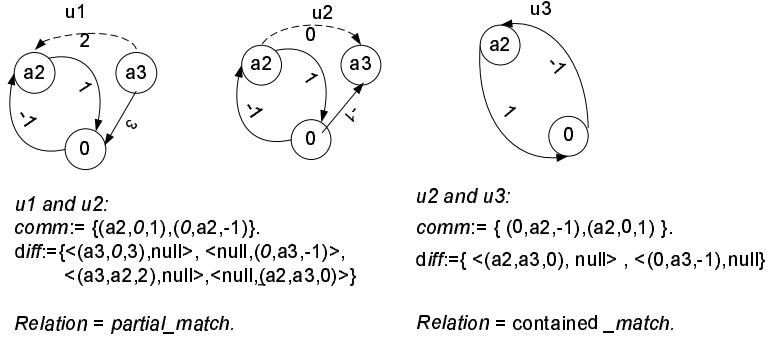 u1
2
a2
a3
1
-1
3
0
u2
0
a2
a3
1
-1
-1
0
u3
a2
-1
1
0
u1 and u2:
comm:= {(a2,0,1),(0,a2,-1)}.
diff:={<(a3,0,3),null>, <null,(0,a3,-1)>,
<(a3,a2,2),null>,<null,(a2,a3,0)>}
Relation = partial_match.
u2 and u3:
comm:= { (0,a2,-1),(a2,0,1) }.
diff:={ <(a2,a3,0), null> , <(0,a3,-1),null}
Relation = contained _match.